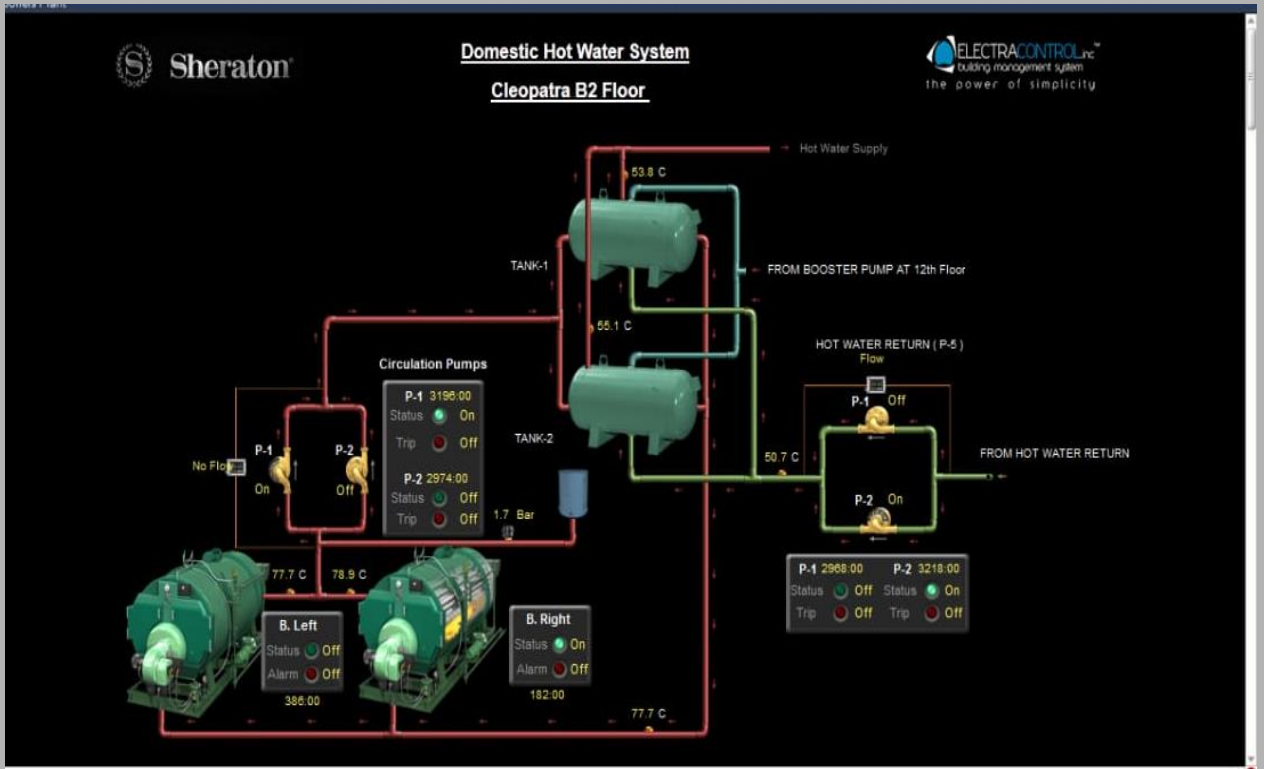 Sheraton
Domestic Hot Water System
Cleopatra B2 Floor
ELECTRACONTROL inc™
building management system
the power of simplicity
Hot Water Supply
53.8 C
TANK-1
FROM BOOSTER PUMP AT 12th Floor
55.1 C
HOT WATER RETURN ( P-5 )
Flow
Circulation Pumps
P-1 3196:00
Status On
Trip Off
P-2 2974:00
Status Off
Trip Off
P-1 Off
TANK-2
P-1
P-2
No Flow
On
Off
50.7 C
FROM HOT WATER RETURN
P-2 On
1.7 Bar
77.7 C
78.9 C
P-1 2968:00 P-2 3218:00
Status Off Status On
Trip Off Trip Off
B. Left
Status Off
Alarm Off
386:00
B. Right
Status On
Alarm Off
182:00
77.7 C